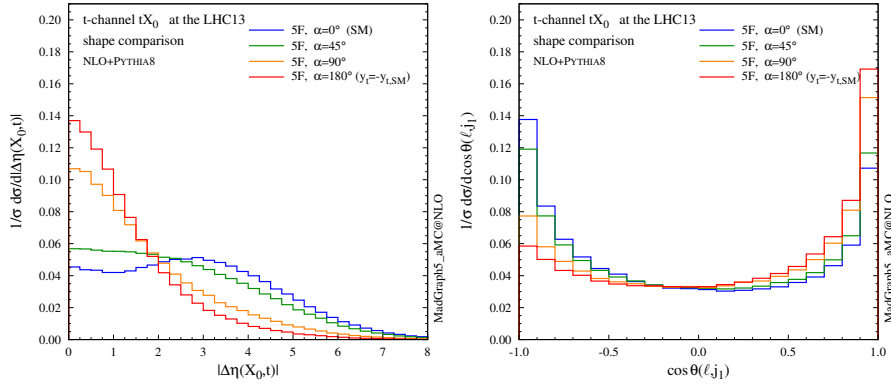 t-channel tX0 at the LHC13
shape comparison
NLO+PYTHIA8
5F, α=0° (SM)
5F, α=45°
5F, α=90°
5F, α=180° (yt=-yt,SM)
1/σ dσ/d|Δη(X0,t)|
0.20
0.18
0.16
0.14
0.12
0.10
0.08
0.06
0.04
0.02
0.00
0 1 2 3 4 5 6 7 8
|Δη(X0,t)|
MadGraph5_aMC@NLO
t-channel tX0 at the LHC13
shape comparison
NLO+PYTHIA8
5F, α=0° (SM)
5F, α=45°
5F, α=90°
5F, α=180° (yt=-yt,SM)
1/σ dσ/dcosθ(ℓ,j1)
0.20
0.18
0.16
0.14
0.12
0.10
0.08
0.06
0.04
0.02
0.00
-1.0 -0.5 0.0 0.5 1.0
cosθ(ℓ,j1)
MadGraph5_aMC@NLO